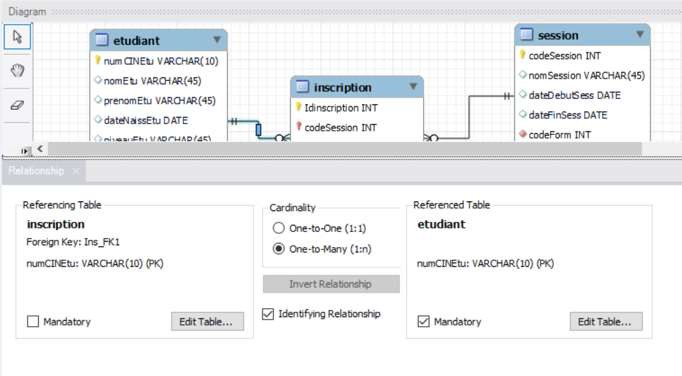 Diagram
etudiant
numCINEtu VARCHAR(10)
nomEtu VARCHAR(45)
prenomEtu VARCHAR(45)
dateNaissEtu DATE
niveauEtu VARCHAR(45)
inscription
Idinscription INT
codeSession INT
session
codeSession INT
nomSession VARCHAR(45)
dateDebutSess DATE
dateFinSess DATE
codeForm INT
Relationship
Referencing Table
inscription
Foreign Key: Ins_FK1
numCINEtu: VARCHAR(10) (PK)
Mandatory
Edit Table...
Cardinality
One-to-One (1:1)
One-to-Many (1:n)
Invert Relationship
Identifying Relationship
Referenced Table
etudiant
numCINEtu: VARCHAR(10) (PK)
Mandatory
Edit Table...